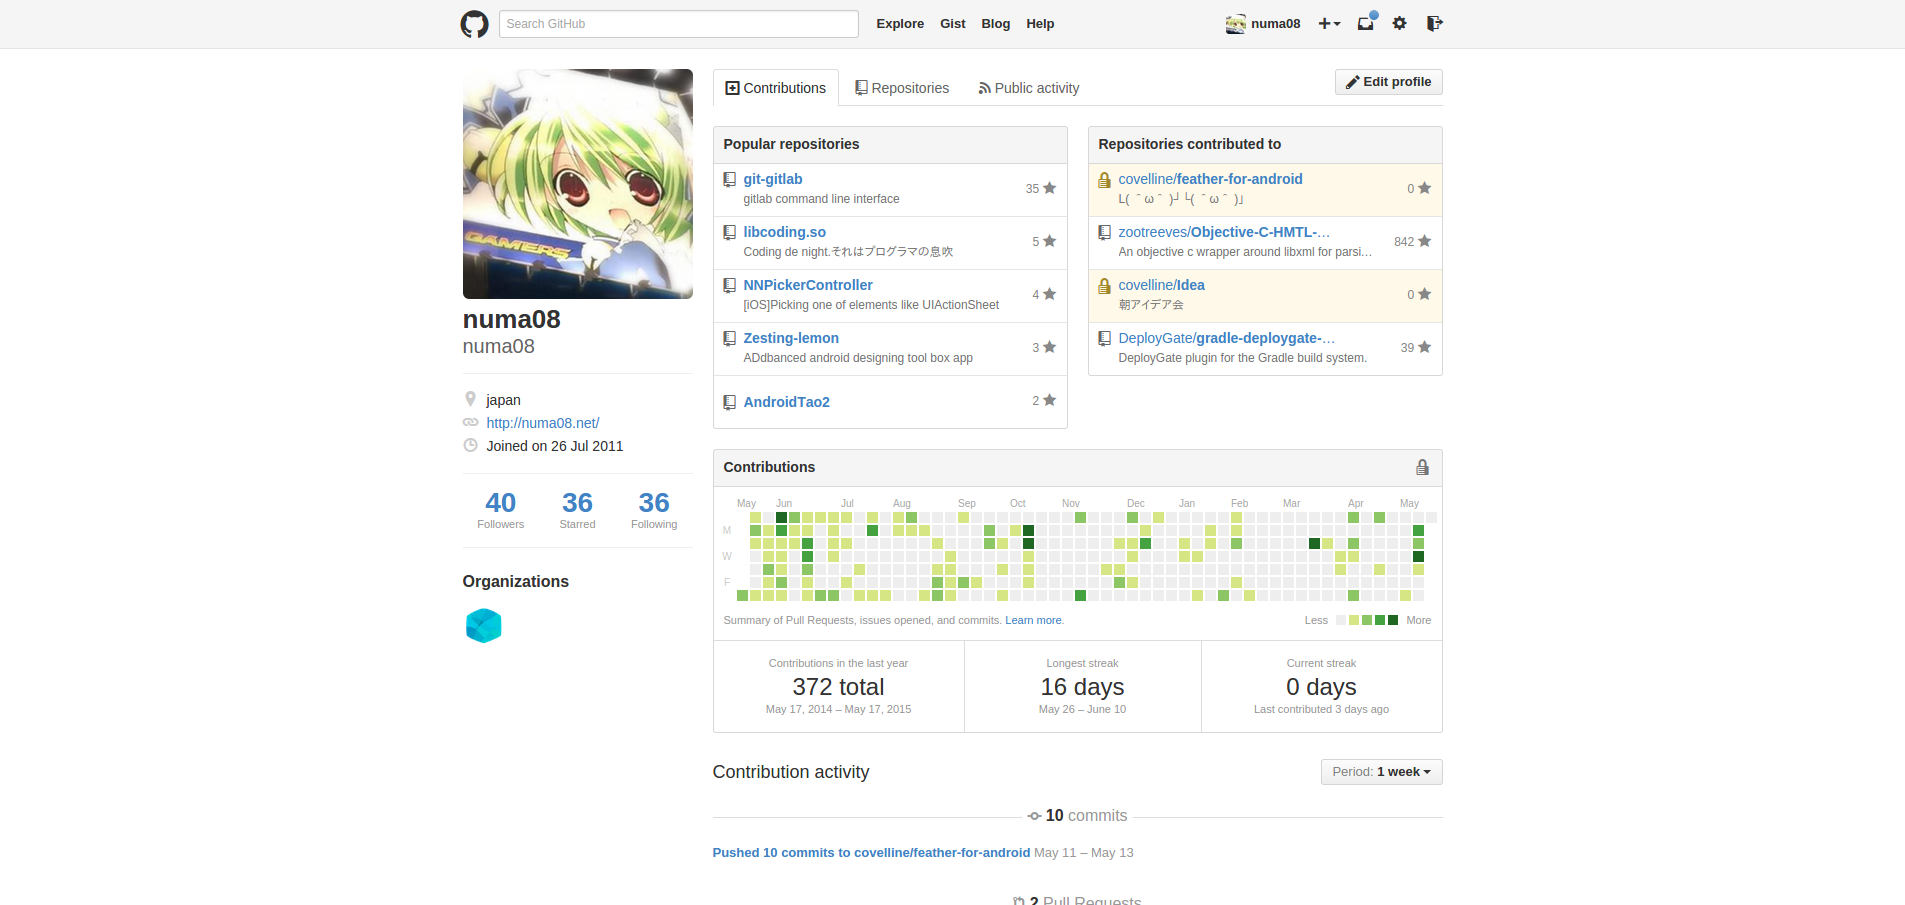 Search GitHub
Explore Gist Blog Help
numa08
GAMERS
numa08
numa08
japan
http://numa08.net/
Joined on 26 Jul 2011
40 36 36
Followers Starred Following
Organizations
Contributions Repositories Public activity
Edit profile
Popular repositories
git-gitlab
gitlab command line interface
35
libcoding.so
Coding de night.それはプログラマの息吹
5
NNPickerController
[iOS]Picking one of elements like UIActionSheet
4
Zesting-lemon
ADdbanced android designing tool box app
3
AndroidTao2
2
Repositories contributed to
covelline/feather-for-android
L( ＾ω＾ )┘└( ＾ω＾ )」
0
zootreeves/Objective-C-HMTL-…
An objective c wrapper around libxml for parsi…
842
covelline/Idea
朝アイデア会
0
DeployGate/gradle-deploygate-…
DeployGate plugin for the Gradle build system.
39
Contributions
May Jun Jul Aug Sep Oct Nov Dec Jan Feb Mar Apr May
M
W
F
Summary of Pull Requests, issues opened, and commits. Learn more.
Less More
Contributions in the last year
372 total
May 17, 2014 – May 17, 2015
Longest streak
16 days
May 26 – June 10
Current streak
0 days
Last contributed 3 days ago
Contribution activity
Period: 1 week
10 commits
Pushed 10 commits to covelline/feather-for-android May 11 – May 13
2 Pull Requests